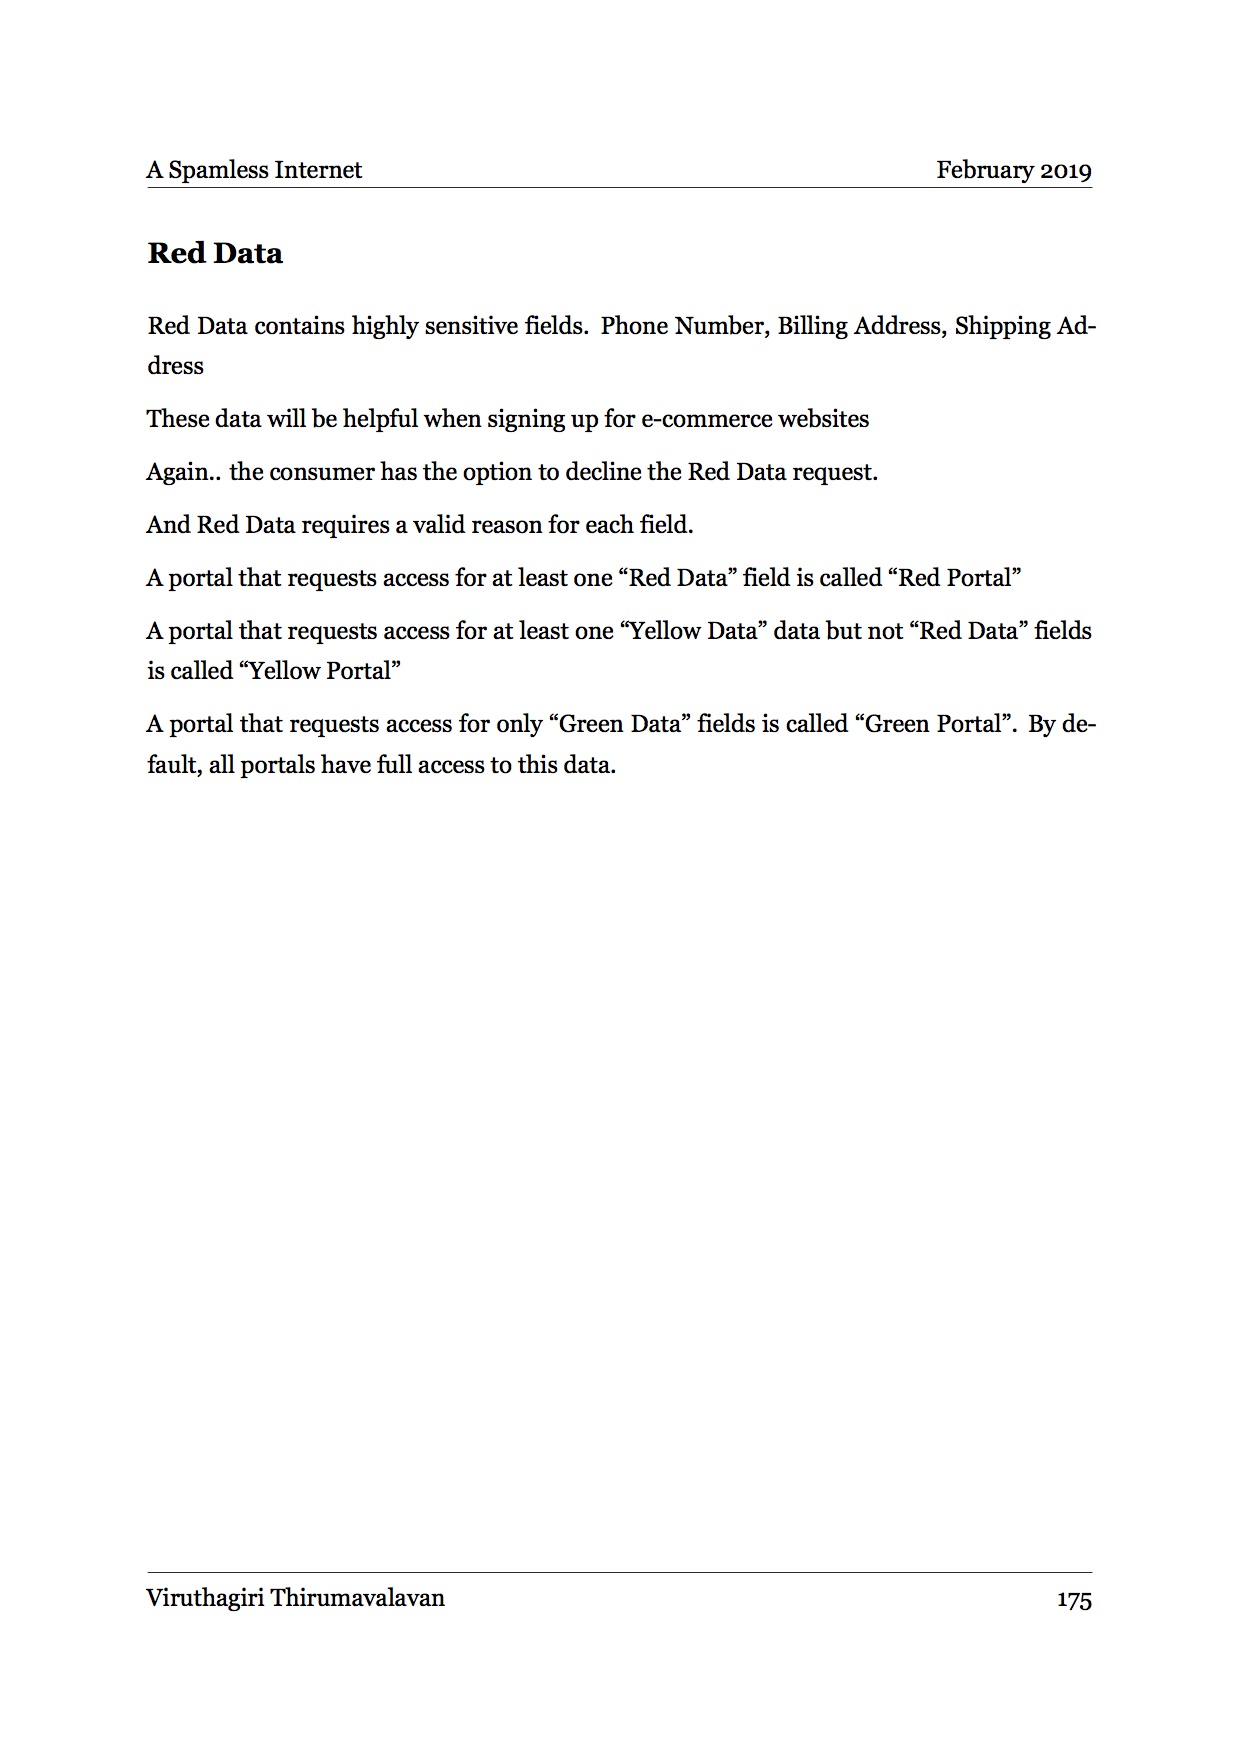 A Spamless Internet February 2019
Red Data
Red Data contains highly sensitive fields. Phone Number, Billing Address, Shipping Ad-
dress
These data will be helpful when signing up for e-commerce websites
Again.. the consumer has the option to decline the Red Data request.
And Red Data requires a valid reason for each field.
A portal that requests access for at least one “Red Data” field is called “Red Portal”
A portal that requests access for at least one “Yellow Data” data but not “Red Data” fields
is called “Yellow Portal”
A portal that requests access for only “Green Data” fields is called “Green Portal”. By de-
fault, all portals have full access to this data.
Viruthagiri Thirumavalavan 175